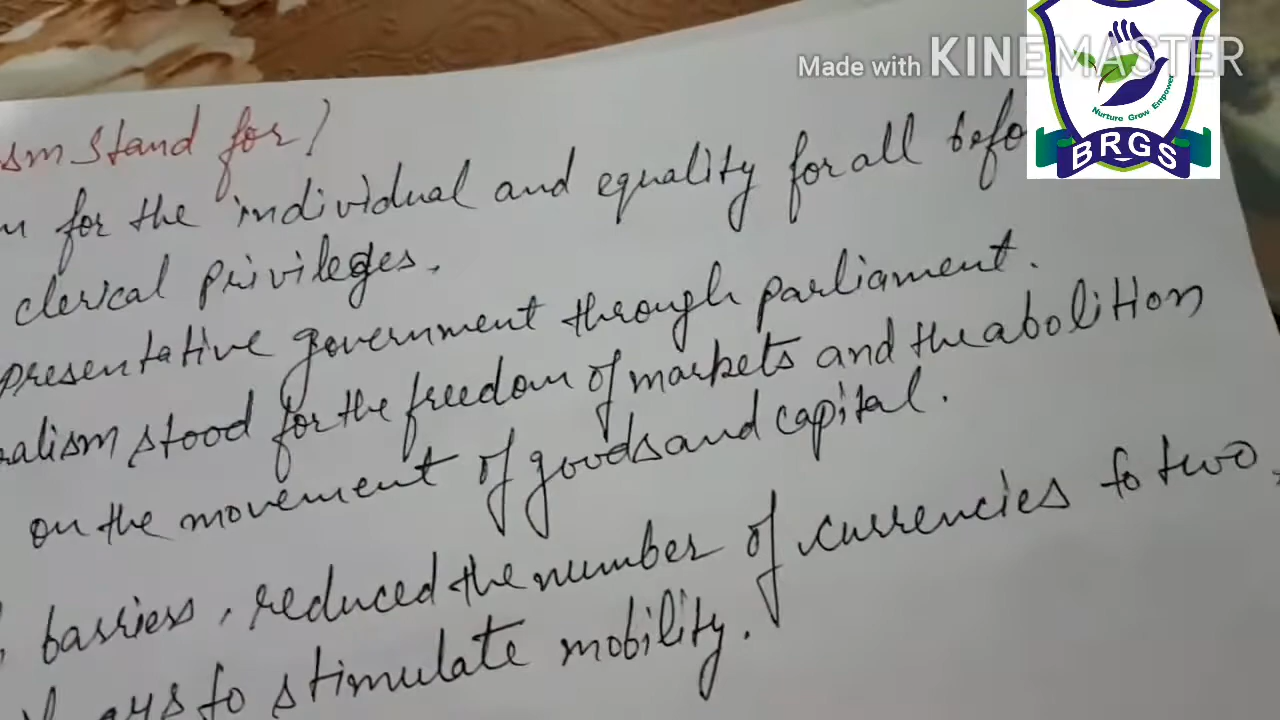 Made with KINEMASTER
Nurture Grow Empower
BRGS
sm stand for?
for the individual and equality for all befo
clerical privileges.
presentative government through parliament.
ralism stood for the freedom of markets and the abolition
on the movement of goods and capital.
barriers, reduced the number of currencies to two,
ays to stimulate mobility.